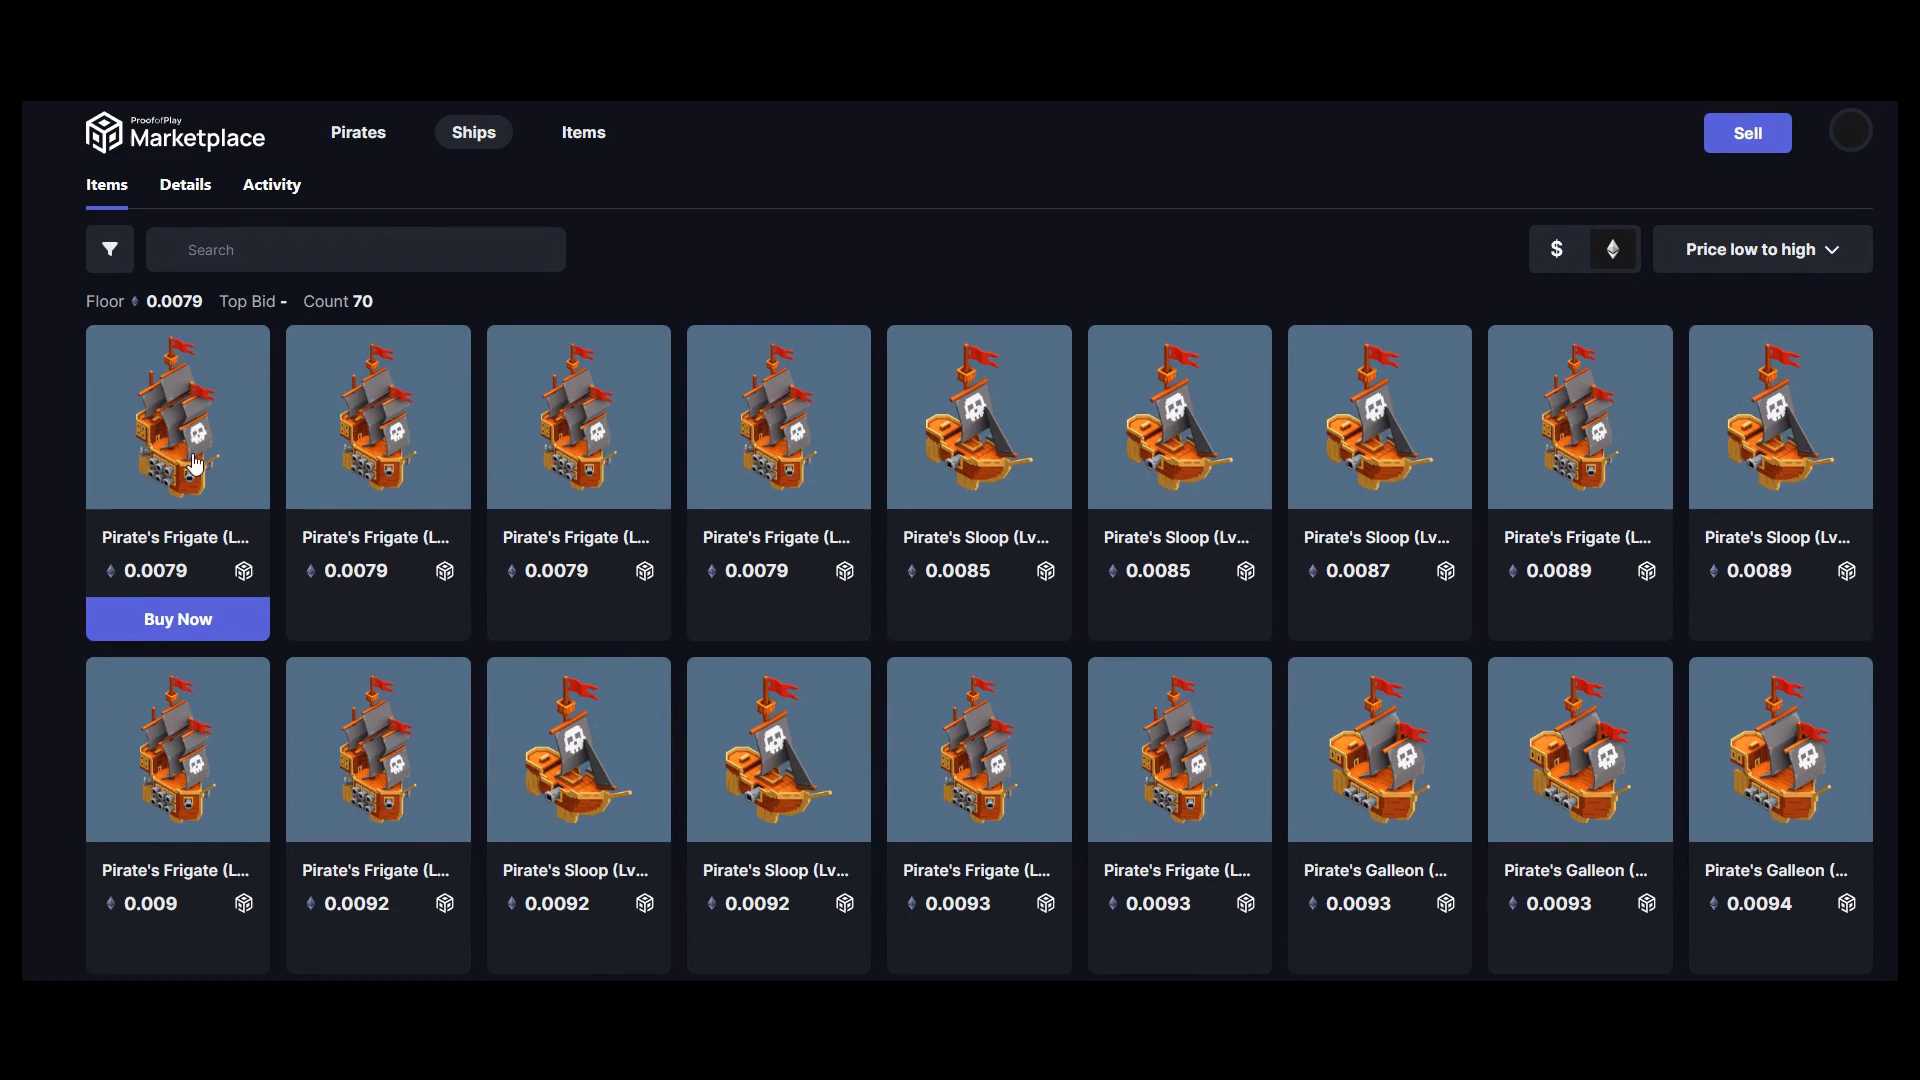 ProofofPlay
Marketplace
Pirates
Ships
Items
Sell
Items
Details
Activity
Search
$
Price low to high
Floor 0.0079 Top Bid - Count 70
Pirate's Frigate (L...
Pirate's Frigate (L...
Pirate's Frigate (L...
Pirate's Frigate (L...
Pirate's Sloop (Lv...
Pirate's Sloop (Lv...
Pirate's Sloop (Lv...
Pirate's Frigate (L...
Pirate's Sloop (Lv...
0.0079
0.0079
0.0079
0.0079
0.0085
0.0085
0.0087
0.0089
0.0089
Buy Now
Pirate's Frigate (L...
Pirate's Frigate (L...
Pirate's Sloop (Lv...
Pirate's Sloop (Lv...
Pirate's Frigate (L...
Pirate's Frigate (L...
Pirate's Galleon (...
Pirate's Galleon (...
Pirate's Galleon (...
0.009
0.0092
0.0092
0.0092
0.0093
0.0093
0.0093
0.0093
0.0094